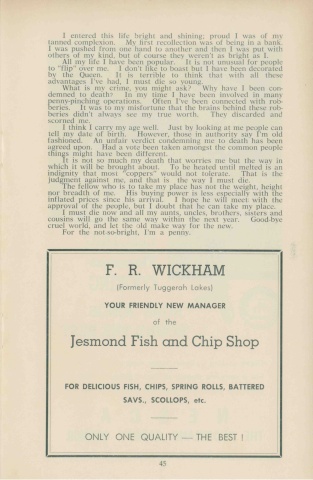 I entered this life bright and shining; proud I was of my
tanned complexion. My first recollection was of being in a bank.
I was pushed from one hand to another and then I was put with
others of my kind, but of course they weren't as bright as I.
All my life I have been popular. It is not unusual for people
to "flip" over me. I don't like to boast but I have been decorated
by the Queen. It is terrible to think that with all these
advantages I've had, I must die so young.
What is my crime, you might ask? Why have I been con-
demned to death? In my time I have been involved in many
penny-pinching operations. Often I've been connected with rob-
beries. It was to my misfortune that the brains behind these rob-
beries didn't always see my true worth. They discarded and
scorned me.
I think I carry my age well. Just by looking at me people can
tell my date of birth. However, those in authority say I'm old
fashioned. An unfair verdict condemning me to death has been
agreed upon. Had a vote been taken amongst the common people
things might have been different.
It is not so much my death that worries me but the way in
which it will be brought about. To be heated until melted is an
indignity that most "coppers" would not tolerate. That is the
judgment against me, and that is the way I must die.
The fellow who is to take my place has not the weight, height
nor breadth of me. His buying power is less especially with the
inflated prices since his arrival. I hope he will meet with the
approval of the people, but I doubt that he can take my place.
I must die now and all my aunts, uncles, brothers, sisters and
cousins will go the same way within the next year. Good-bye
cruel world, and let the old make way for the new.
For the not-so-bright, I'm a penny.
F. R. WICKHAM
(Formerly Tuggerah Lakes)
YOUR FRIENDLY NEW MANAGER
of the
Jesmond Fish and Chip Shop
FOR DELICIOUS FISH, CHIPS, SPRING ROLLS, BATTERED
SAVS., SCOLLOPS, etc.
ONLY ONE QUALITY — THE BEST !
45